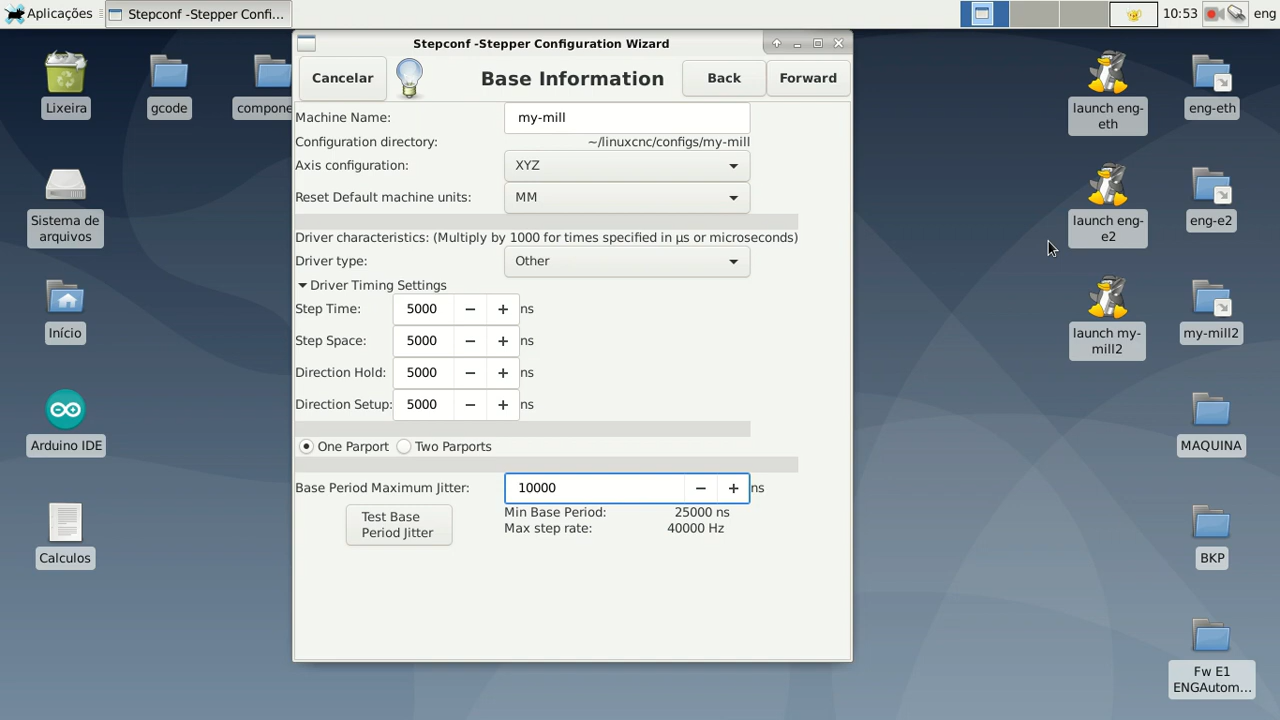 Aplicações
Stepconf -Stepper Confi...
10:53
eng
Lixeira
gcode
compone
Sistema de
arquivos
Início
Arduino IDE
Calculos
Stepconf -Stepper Configuration Wizard
Cancelar
Base Information
Back
Forward
Machine Name:
my-mill
Configuration directory:
~/linuxcnc/configs/my-mill
Axis configuration:
XYZ
Reset Default machine units:
MM
Driver characteristics: (Multiply by 1000 for times specified in µs or microseconds)
Driver type:
Other
Driver Timing Settings
Step Time:
5000
ns
Step Space:
5000
Direction Hold:
5000
ns
Direction Setup:
5000
ns
One Parport
Two Parports
Base Period Maximum Jitter:
10000
ns
Test Base
Period Jitter
Min Base Period:
25000 ns
Max step rate:
40000 Hz
launch eng-
eth
eng-eth
launch eng-
e2
eng-e2
launch my-
mill2
my-mill2
MAQUINA
BKP
Fw E1
ENGAutom...